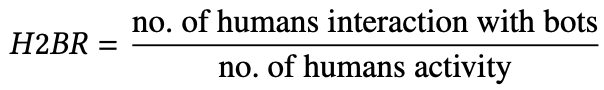 H2BR = no. of humans interaction with bots
no. of humans activity